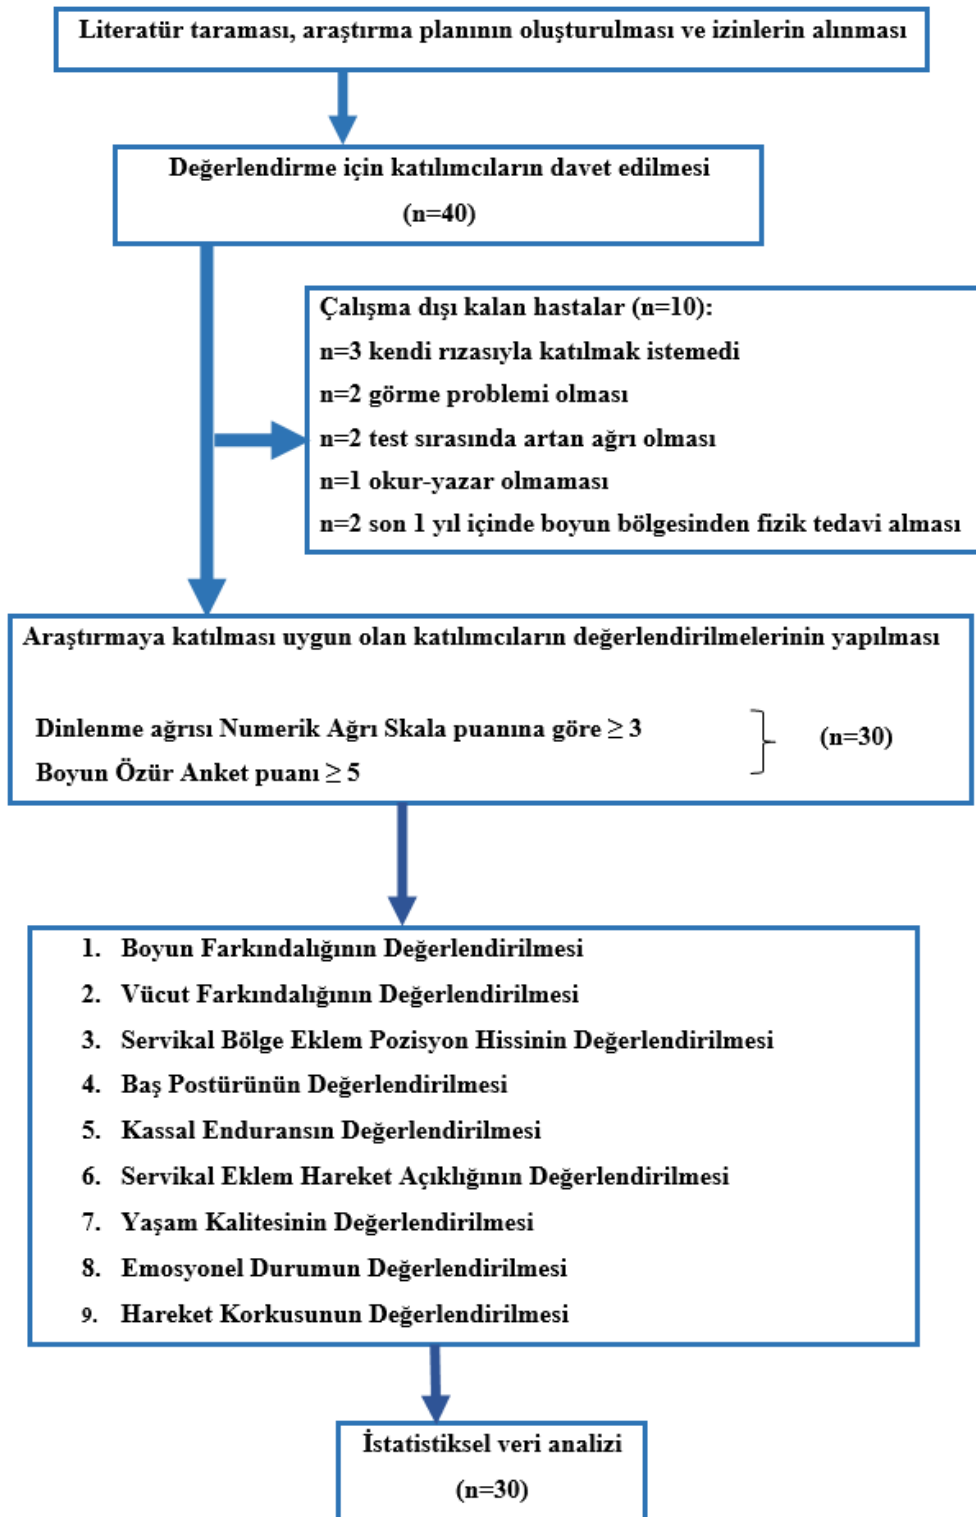 Literatür taraması, araştırma planının oluşturulması ve izinlerin alınması
Değerlendirme için katılımcıların davet edilmesi
(n=40)
Çalışma dışı kalan hastalar (n=10):
n=3 kendi rızasıyla katılmak istemedi
n=2 görme problemi olması
n=2 test sırasında artan ağrı olması
n=1 okur-yazar olmaması
n=2 son 1 yıl içinde boyun bölgesinden fizik tedavi alması
Araştırmaya katılması uygun olan katılımcıların değerlendirilmelerinin yapılması
Dinlenme ağrısı Numerik Ağrı Skala puanına göre ≥ 3
(n=30)
Boyun Özür Anket puanı ≥ 5
1. Boyun Farkındalığının Değerlendirilmesi
2. Vücut Farkındalığının Değerlendirilmesi
3. Servikal Bölge Eklem Pozisyon Hissinin Değerlendirilmesi
4. Baş Postürünün Değerlendirilmesi
5. Kassal Enduransın Değerlendirilmesi
6. Servikal Eklem Hareket Açıklığının Değerlendirilmesi
7. Yaşam Kalitesinin Değerlendirilmesi
8. Emosyonel Durumun Değerlendirilmesi
9. Hareket Korkusunun Değerlendirilmesi
İstatistiksel veri analizi
(n=30)